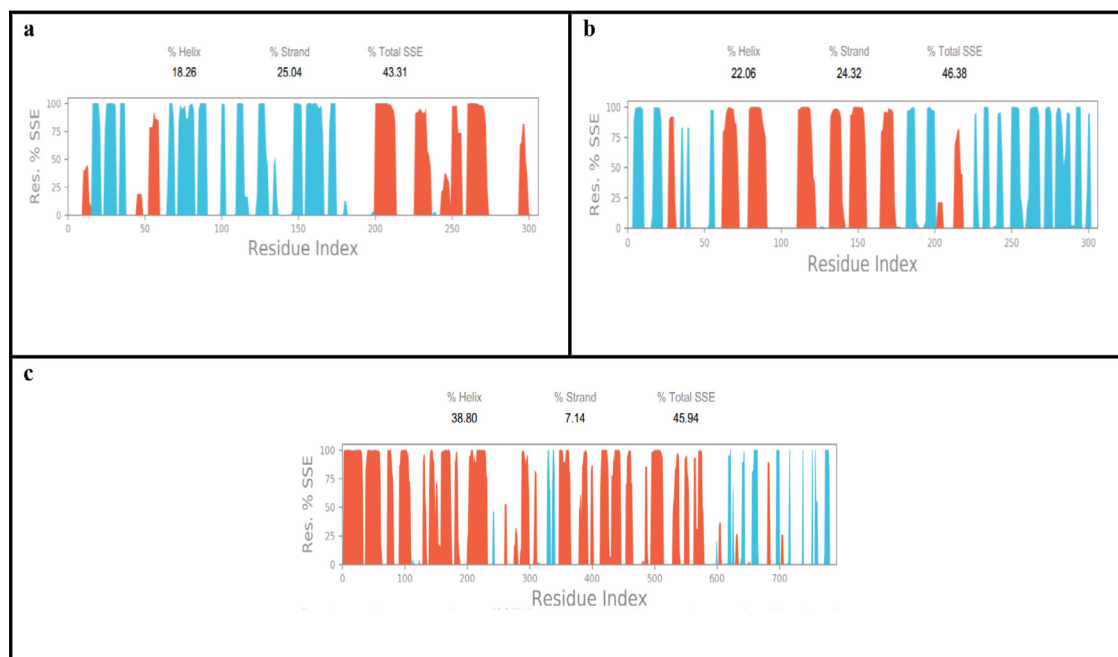 a
% Helix % Strand % Total SSE
18.26 25.04 43.31
Res. % SSE
100
75
50
25
0
0 50 100 150 200 250 300
Residue Index
b
% Helix % Strand % Total SSE
22.06 24.32 46.38
Res. % SSE
100
75
50
25
0
0 50 100 150 200 250 300
Residue Index
c
% Helix % Strand % Total SSE
38.80 7.14 45.94
Res. % SSE
100
75
50
25
0
0 100 200 300 400 500 600 700
Residue Index